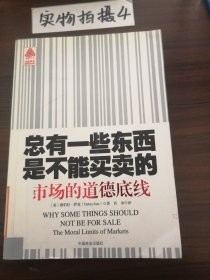 实物拍摄4
总有一些东西
是不能买卖的
市场的道德底线
WHY SOME THINGS SHOULD
NOT BE FOR SALE
The Moral Limits of Markets